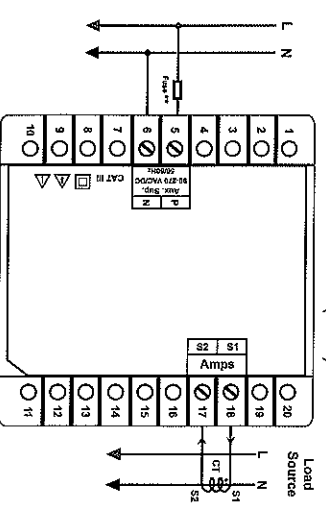 L
N
Fuse **
10 9 8 7 6 5 4 3 2 1
CAT III
N P
Aux. Sup.
90-270 VAC/DC
50/60Hz
S2 S1
Amps
11 12 13 14 15 16 17 18 19 20
Load
Source
L
N
CT
S1
S2